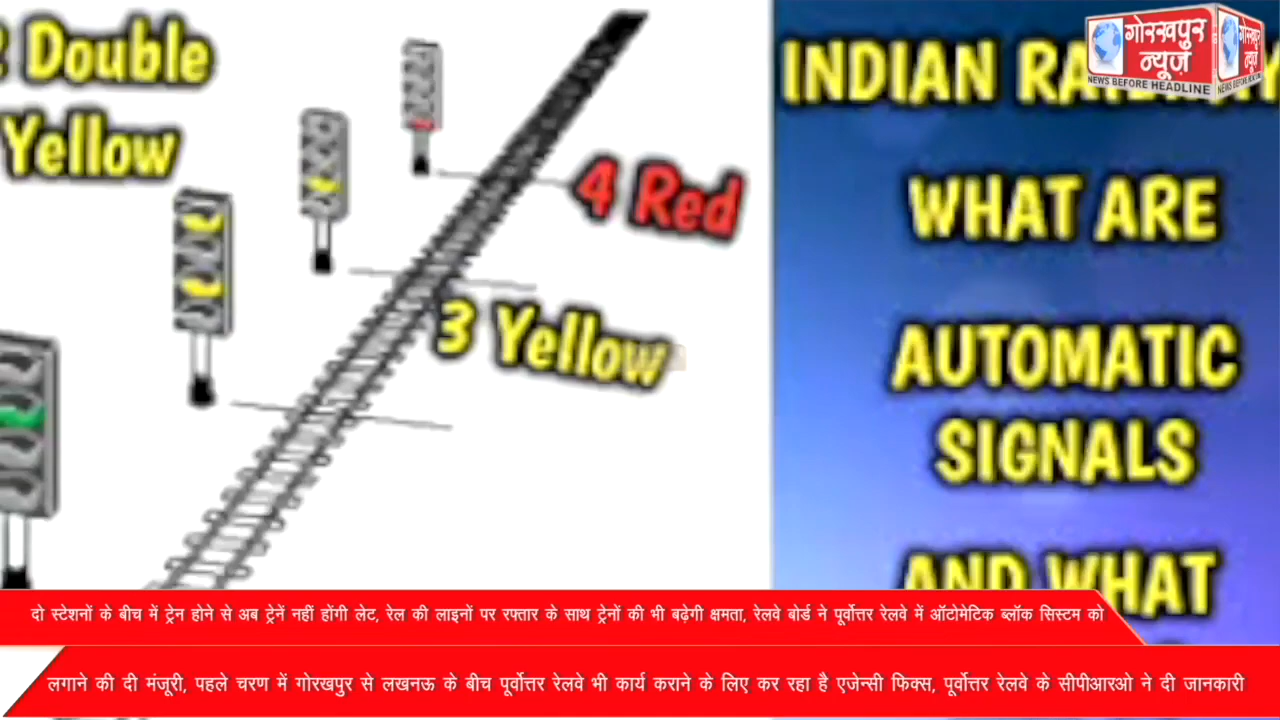 2 Double
Yellow
4 Red
3 Yellow
गोरखपुर
न्यूज़
NEWS BEFORE HEADLINE
गोरखपुर
न्यूज़
INDIAN
WHAT ARE
AUTOMATIC
SIGNALS
AND WHAT
दो स्टेशनों के बीच में ट्रेन होने से अब ट्रेनें नहीं होंगी लेट, रेल की लाइनों पर रफ्तार के साथ ट्रेनों की भी बढ़ेगी क्षमता, रेलवे बोर्ड ने पूर्वोत्तर रेलवे में ऑटोमेटिक ब्लॉक सिस्टम को
लगाने की दी मंजूरी, पहले चरण में गोरखपुर से लखनऊ के बीच पूर्वोत्तर रेलवे भी कार्य कराने के लिए कर रहा है एजेन्सी फिक्स, पूर्वोत्तर रेलवे के सीपीआरओ ने दी जानकारी